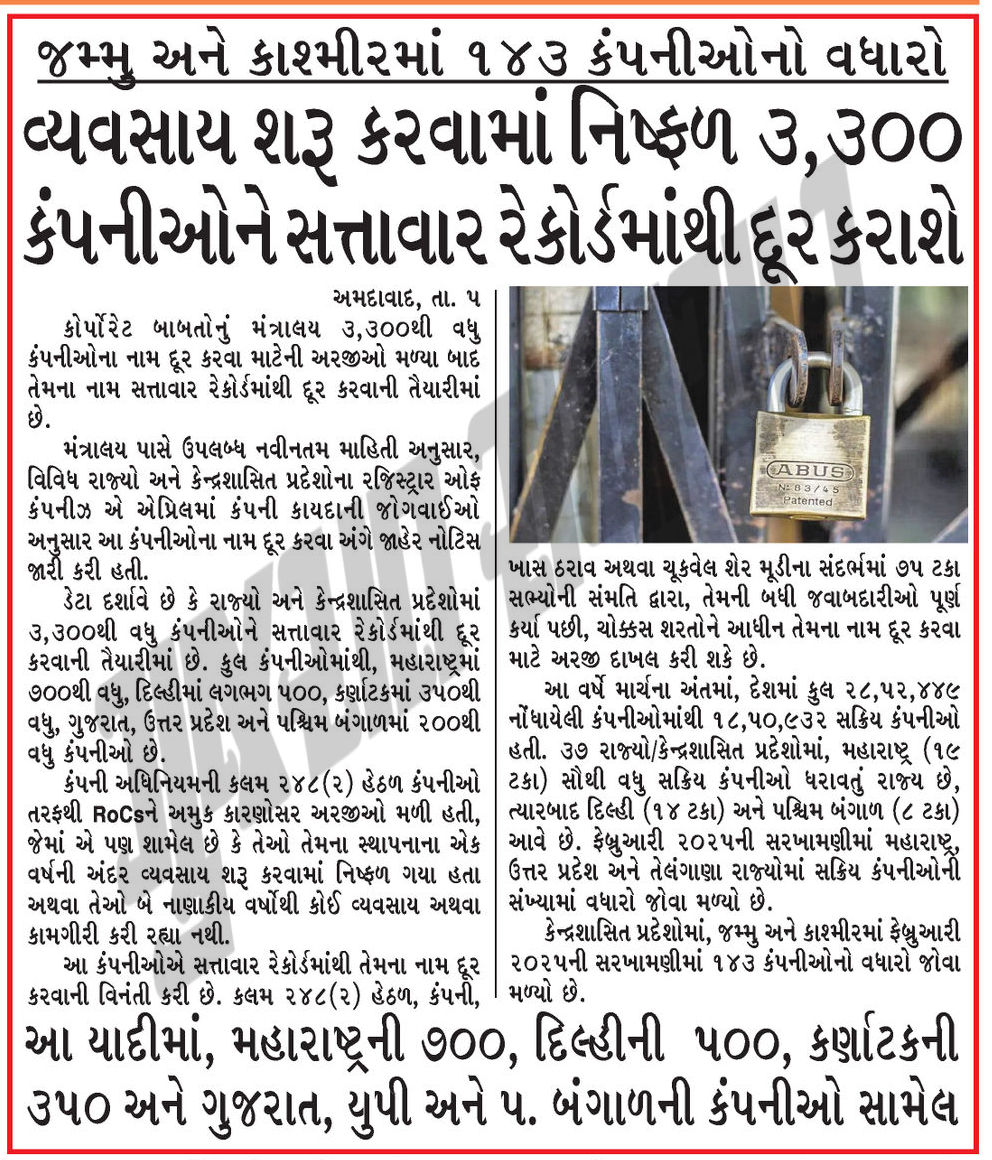 જમ્મુ અને કાશ્મીરમાં ૧૪૩ કંપનીઓનો વધારો
વ્યવસાય શરૂ કરવામાં નિષ્ફળ ૩,૩૦૦
કંપનીઓને સત્તાવાર રેકોર્ડમાંથી દૂર કરાશે
અમદાવાદ, તા. ૫
કોર્પોરેટ બાબતોનું મંત્રાલય ૩,૩૦૦થી વધુ
કંપનીઓના નામ દૂર કરવા માટેની અરજીઓ મળ્યા બાદ
તેમના નામ સત્તાવાર રેકોર્ડમાંથી દૂર કરવાની તૈયારીમાં
છે.
મંત્રાલય પાસે ઉપલબ્ધ નવીનતમ માહિતી અનુસાર,
વિવિધ રાજ્યો અને કેન્દ્રશાસિત પ્રદેશોના રજિસ્ટ્રાર ઓફ
કંપનીઝ એ એપ્રિલમાં કંપની કાયદાની જોગવાઈઓ
અનુસાર આ કંપનીઓના નામ દૂર કરવા અંગે જાહેર નોટિસ
જારી કરી હતી.
ડેટા દર્શાવે છે કે રાજ્યો અને કેન્દ્રશાસિત પ્રદેશોમાં
૩,૩૦૦થી વધુ કંપનીઓને સત્તાવાર રેકોર્ડમાંથી દૂર
કરવાની તૈયારીમાં છે. કુલ કંપનીઓમાંથી, મહારાષ્ટ્રમાં
૭૦૦થી વધુ, દિલ્હીમાં લગભગ ૫૦૦, કર્ણાટકમાં ૩૫૦થી
વધુ, ગુજરાત, ઉત્તર પ્રદેશ અને પશ્ચિમ બંગાળમાં ૨૦૦થી
વધુ કંપનીઓ છે.
કંપની અધિનિયમની કલમ ૨૪૮(૨) હેઠળ કંપનીઓ
તરફથી RoCsને અમુક કારણોસર અરજીઓ મળી હતી,
જેમાં એ પણ શામેલ છે કે તેઓ તેમના સ્થાપનાના એક
વર્ષની અંદર વ્યવસાય શરૂ કરવામાં નિષ્ફળ ગયા હતા
અથવા તેઓ બે નાણાકીય વર્ષોથી કોઈ વ્યવસાય અથવા
કામગીરી કરી રહ્યા નથી.
આ કંપનીઓએ સત્તાવાર રેકોર્ડમાંથી તેમના નામ દૂર
કરવાની વિનંતી કરી છે. કલમ ૨૪૮(૨) હેઠળ, કંપની,
ABUS
Nº 83/45
Patented
ખાસ ઠરાવ અથવા ચૂકવેલ શેર મૂડીના સંદર્ભમાં ૭૫ ટકા
સભ્યોની સંમતિ દ્વારા, તેમની બધી જવાબદારીઓ પૂર્ણ
કર્યા પછી, ચોક્કસ શરતોને આધીન તેમના નામ દૂર કરવા
માટે અરજી દાખલ કરી શકે છે.
આ વર્ષે માર્ચના અંતમાં, દેશમાં કુલ ૨૮,૫૨,૪૪૯
નોંધાયેલી કંપનીઓમાંથી ૧૮,૫૦,૯૩૨ સક્રિય કંપનીઓ
હતી. ૩૭ રાજ્યો/કેન્દ્રશાસિત પ્રદેશોમાં, મહારાષ્ટ્ર (૧૯
ટકા) સૌથી વધુ સક્રિય કંપનીઓ ધરાવતું રાજ્ય છે,
ત્યારબાદ દિલ્હી (૧૪ ટકા) અને પશ્ચિમ બંગાળ (૮ ટકા)
આવે છે. ફેબ્રુઆરી ૨૦૨૫ની સરખામણીમાં મહારાષ્ટ્ર,
ઉત્તર પ્રદેશ અને તેલંગાણા રાજ્યોમાં સક્રિય કંપનીઓની
સંખ્યામાં વધારો જોવા મળ્યો છે.
કેન્દ્રશાસિત પ્રદેશોમાં, જમ્મુ અને કાશ્મીરમાં ફેબ્રુઆરી
૨૦૨૫ની સરખામણીમાં ૧૪૩ કંપનીઓનો વધારો જોવા
મળ્યો છે.
આ યાદીમાં, મહારાષ્ટ્રની ૭૦૦, દિલ્હીની ૫૦૦, કર્ણાટકની
૩૫૦ અને ગુજરાત, યુપી અને પ. બંગાળની કંપનીઓ સામેલ